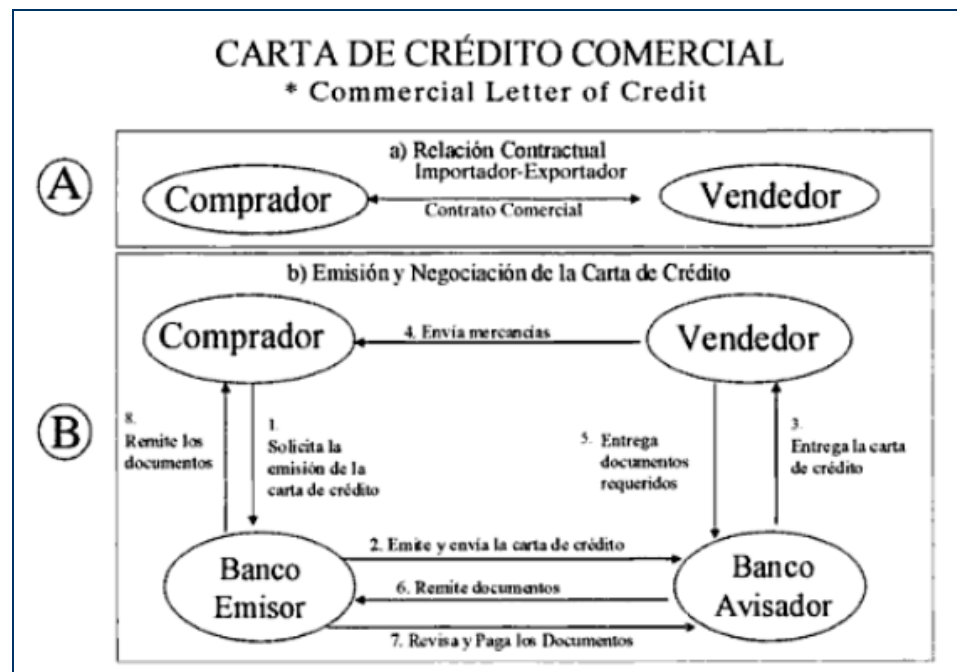 CARTA DE CRÉDITO COMERCIAL
* Commercial Letter of Credit
A
a) Relación Contractual
Importador-Exportador
Comprador
Contrato Comercial
Vendedor
B
b) Emisión y Negociación de la Carta de Crédito
Comprador
4. Envía mercancías
Vendedor
8.
Remite los
documentos
1.
Solicita la
emisión de la
carta de crédito
5. Entrega
documentos
requeridos
3.
Entrega la carta
de crédito
2. Emite y envía la carta de crédito
Banco
Emisor
6. Remite documentos
Banco
Avisador
7. Revisa y Paga los Documentos